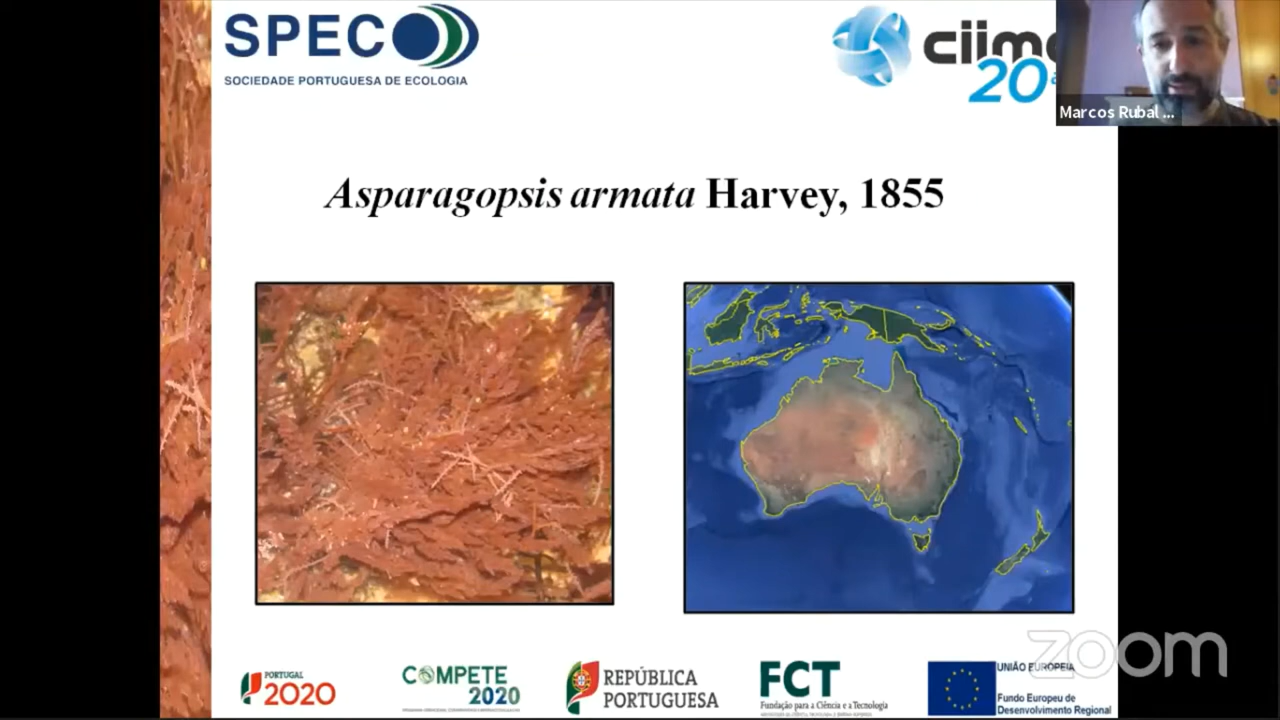 SPECO
SOCIEDADE PORTUGUESA DE ECOLOGIA
20
Marcos Rubal ...
Asparagopsis armata Harvey, 1855
PORTUGAL
2020
COMPETE
2020
REPÚBLICA
PORTUGUESA
FCT
Fundação para a Ciência e a Tecnologia
UNIÃO EUROPEIA
Fundo Europeu de
Desenvolvimento Regional
zoom